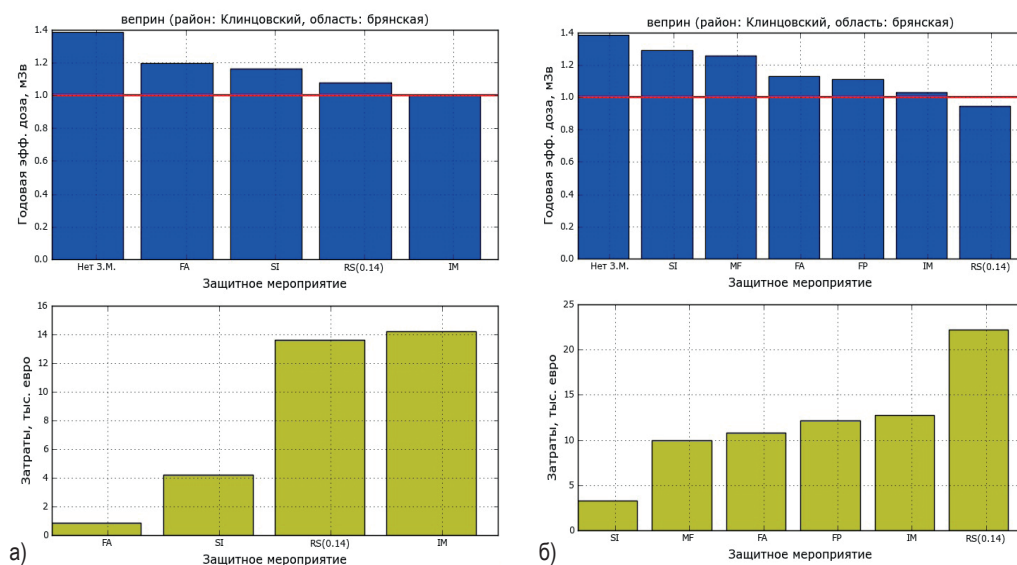 веприн (район: Клинцовский, область: брянская)
1.4
1.2
1.0
0.8
0.6
0.4
0.2
0.0
Годовая эфф. доза, мЗв
Нет З.М. FA SI RS(0.14) IM
Защитное мероприятие
16
14
12
10
8
6
4
2
0
Затраты, тыс. евро
FA SI RS(0.14) IM
Защитное мероприятие
а)
веприн (район: Клинцовский, область: брянская)
1.4
1.2
1.0
0.8
0.6
0.4
0.2
0.0
Годовая эфф. доза, мЗв
Нет З.М. SI MF FA FP IM RS(0.14)
Защитное мероприятие
25
20
15
10
5
0
Затраты, тыс. евро
SI MF FA FP IM RS(0.14)
Защитное мероприятие
б)